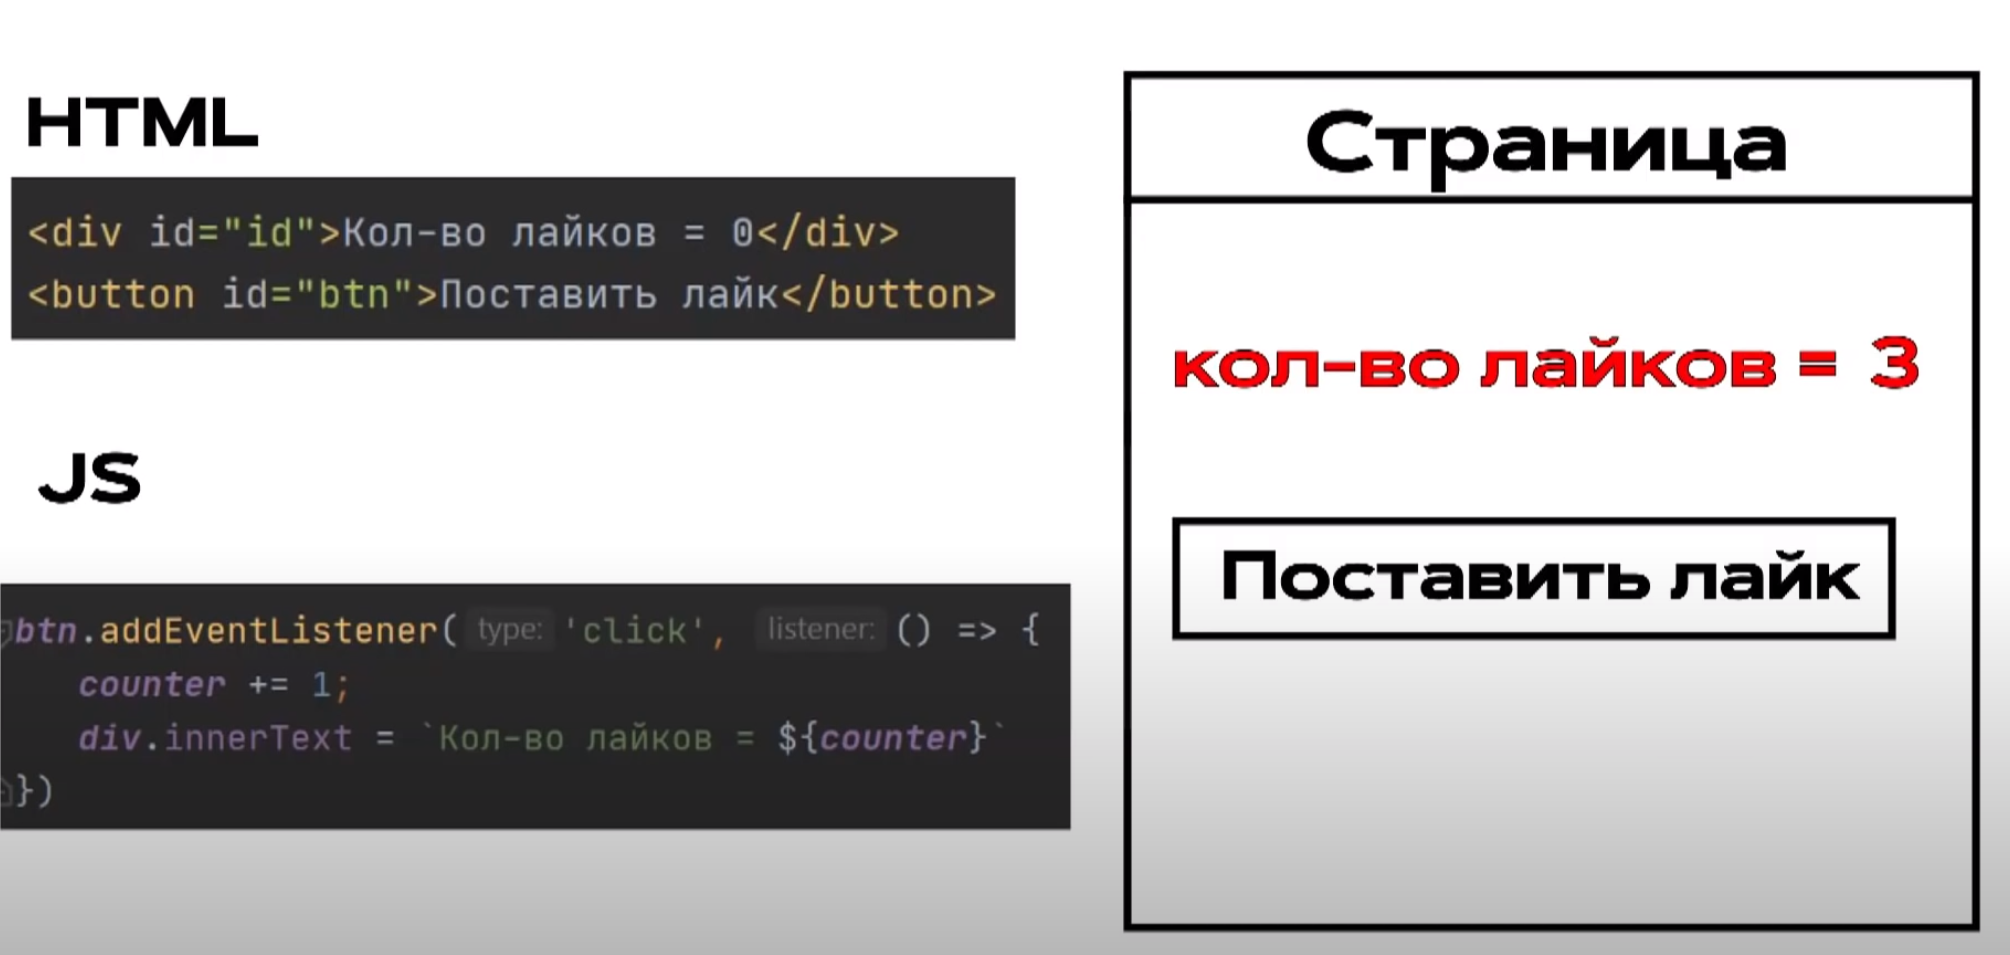 HTML
<div id="id">Кол-во лайков = 0</div>
<button id="btn">Поставить лайк</button>
JS
btn.addEventListener( type: 'click', listener: () => {
counter += 1;
div.innerText = `Кол-во лайков = ${counter}`
})
Страница
кол-во лайков = 3
Поставить лайк